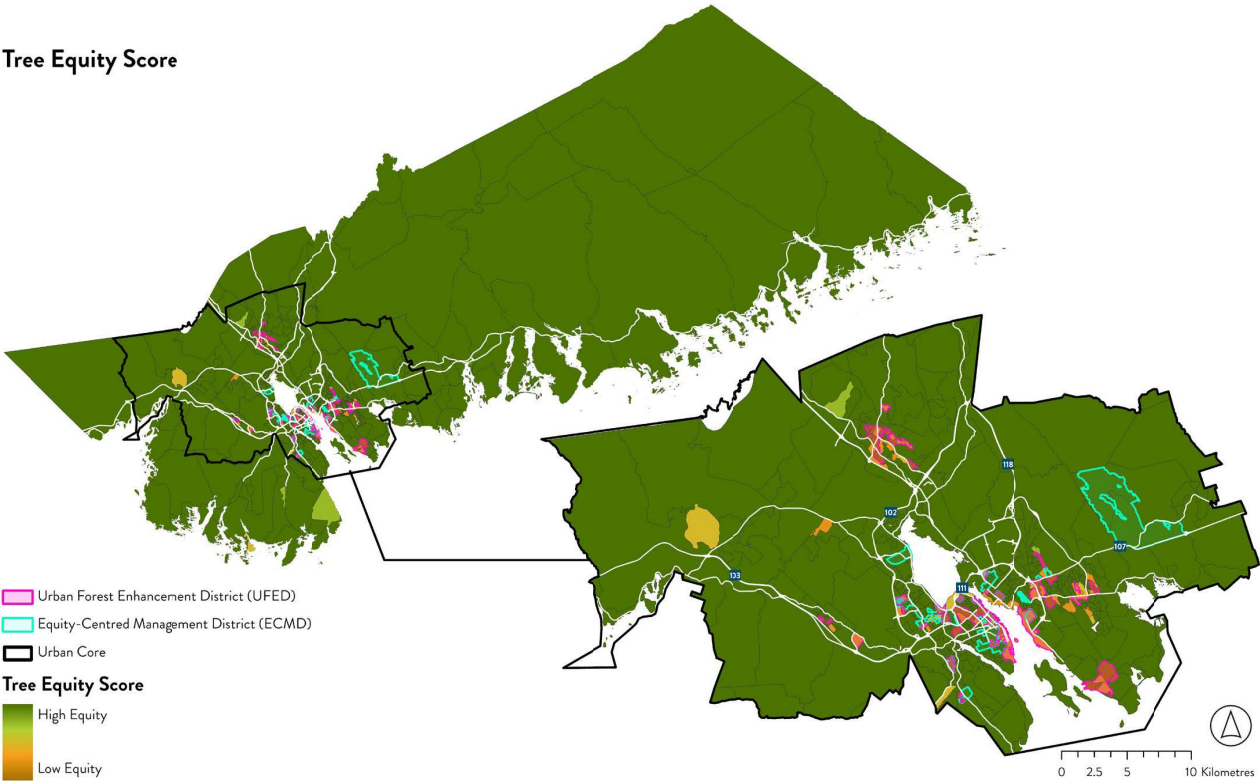 Tree Equity Score
118
102
107
103
111
Urban Forest Enhancement District (UFED)
Equity-Centred Management District (ECMD)
Urban Core
Tree Equity Score
High Equity
Low Equity
0 2.5 5 10 Kilometres